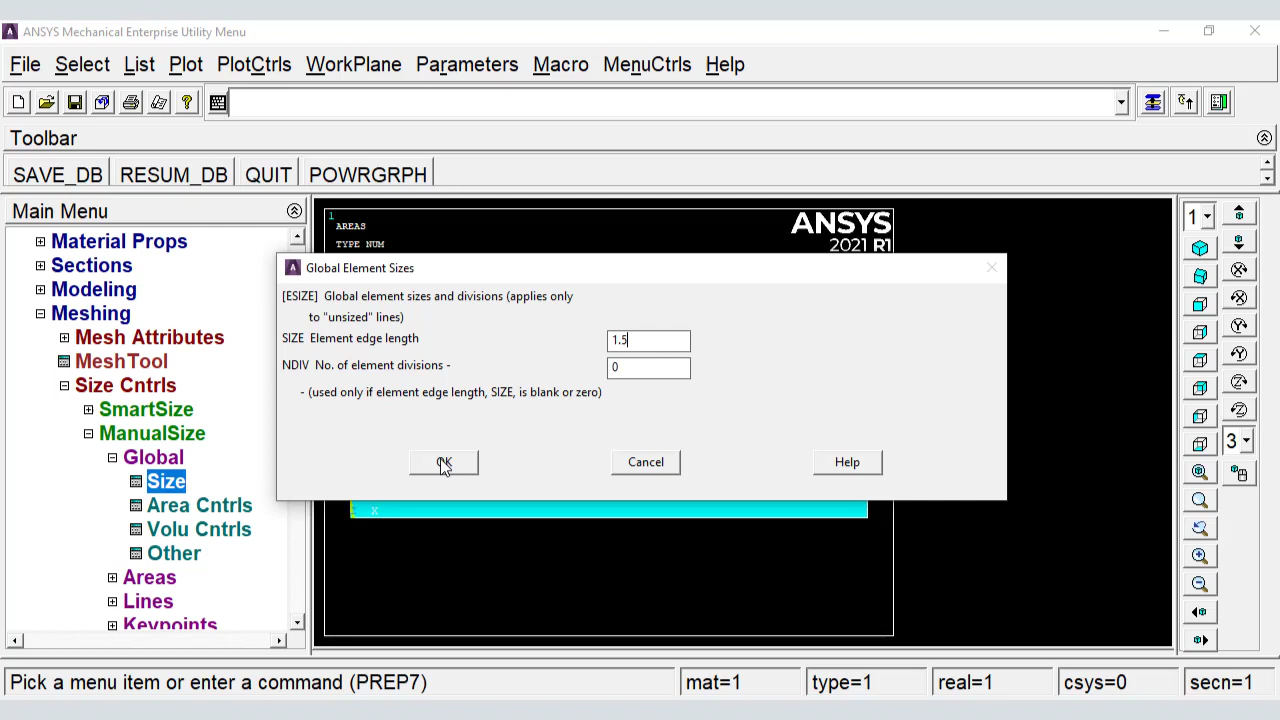 ANSYS Mechanical Enterprise Utility Menu
File Select List Plot PlotCtrls WorkPlane Parameters Macro MenuCtrls Help
Toolbar
SAVE_DB RESUM_DB QUIT POWRGRPH
Main Menu
Material Props
Sections
Modeling
Meshing
Mesh Attributes
MeshTool
Size Cntrls
SmartSize
ManualSize
Global
Size
Area Cntrls
Volu Cntrls
Other
Areas
Lines
Keypoints
1
AREAS
TYPE NUM
ANSYS
2021 R1
Global Element Sizes
[ESIZE] Global element sizes and divisions (applies only
to "unsized" lines)
SIZE Element edge length 1.5
NDIV No. of element divisions - 0
- (used only if element edge length, SIZE, is blank or zero)
OK Cancel Help
X
1
3
Pick a menu item or enter a command (PREP7) mat=1 type=1 real=1 csys=0 secn=1